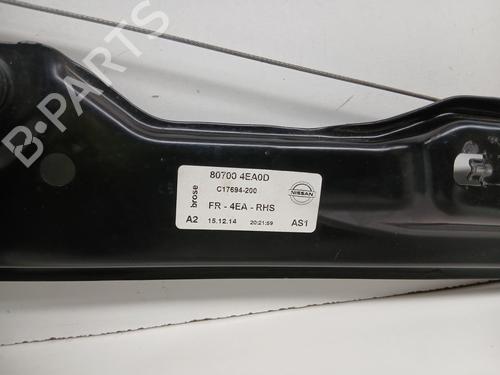 B-PARTS
brose
80700 4EA0D
C17694-200
NISSAN
FR - 4EA - RHS
A2 15.12.14 20:21:59 AS1